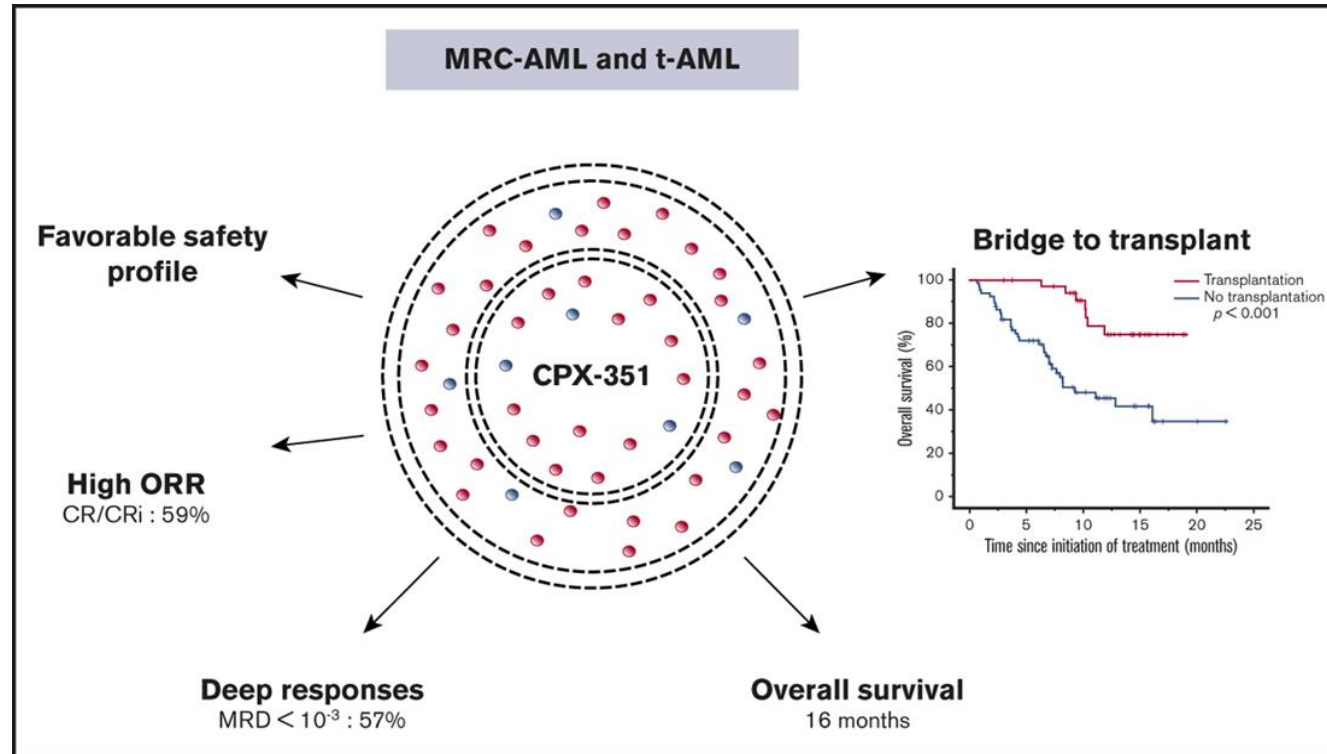 MRC-AML and t-AML
Favorable safety
profile
High ORR
CR/CRi : 59%
Deep responses
MRD < 10⁻³ : 57%
CPX-351
Overall survival
16 months
Bridge to transplant
Transplantation
No transplantation
p < 0.001
Overall survival (%)
100
80
60
40
20
0
0 5 10 15 20 25
Time since initiation of treatment (months)